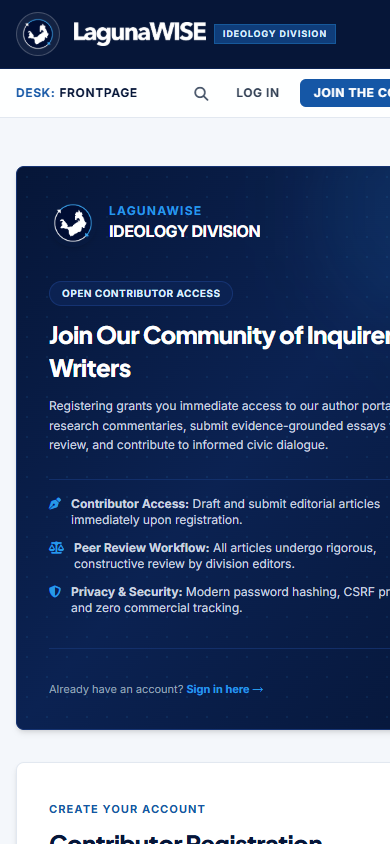 LagunaWISE IDEOLOGY DIVISION
DESK: FRONTPAGE LOG IN JOIN THE
LAGUNAWISE
IDEOLOGY DIVISION
OPEN CONTRIBUTOR ACCESS
Join Our Community of
Writers
Registering grants you immediate access to our author
research commentaries, submit evidence-grounded essays
review, and contribute to informed civic dialogue.
Contributor Access: Draft and submit editorial articles
immediately upon registration.
Peer Review Workflow: All articles undergo rigorous,
constructive review by division editors.
Privacy & Security: Modern password hashing, CSRF
and zero commercial tracking.
Already have an account? Sign in here →
CREATE YOUR ACCOUNT
Contributor Registration